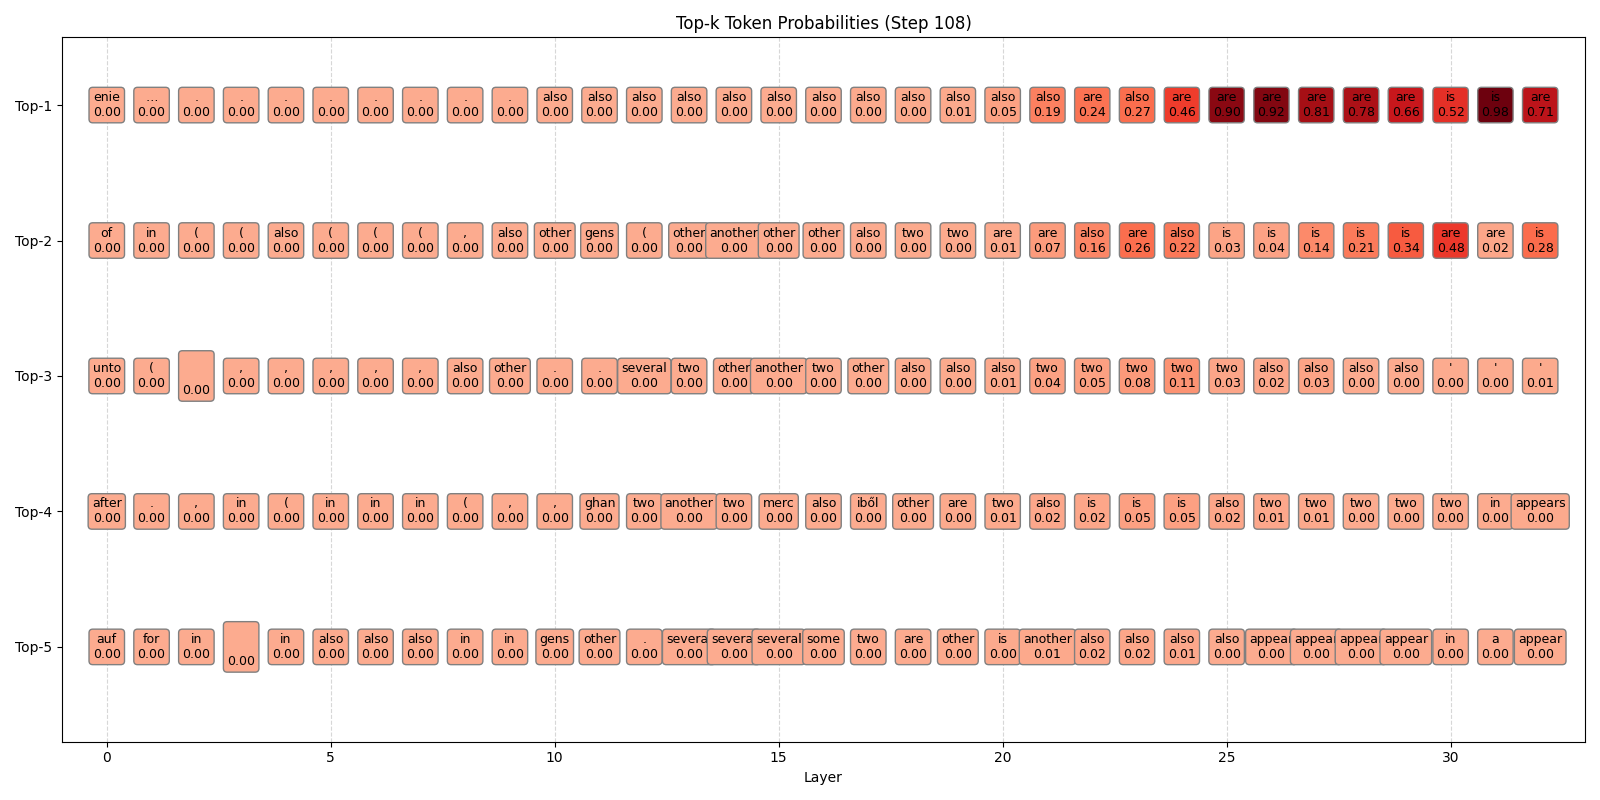 Top-k Token Probabilities (Step 108)
Top-1
enie … . . . . . . . . also also also also also also also also also also also also are also are are are are are are is is are
0.00 0.00 0.00 0.00 0.00 0.00 0.00 0.00 0.00 0.00 0.00 0.00 0.00 0.00 0.00 0.00 0.00 0.00 0.00 0.01 0.05 0.19 0.24 0.27 0.46 0.90 0.92 0.81 0.78 0.66 0.52 0.98 0.71
Top-2
of in ( ( also ( ( ( , also other gens ( other another other other also two two are are also are also is is is is is are are is
0.00 0.00 0.00 0.00 0.00 0.00 0.00 0.00 0.00 0.00 0.00 0.00 0.00 0.00 0.00 0.00 0.00 0.00 0.00 0.00 0.01 0.07 0.16 0.26 0.22 0.03 0.04 0.14 0.21 0.34 0.48 0.02 0.28
Top-3
unto ( , , , , , also other . . several two other another two other also also also two two two two two also also also also ' ' '
0.00 0.00 0.00 0.00 0.00 0.00 0.00 0.00 0.00 0.00 0.00 0.00 0.00 0.00 0.00 0.00 0.00 0.00 0.00 0.00 0.01 0.04 0.05 0.08 0.11 0.03 0.02 0.03 0.00 0.00 0.00 0.00 0.01
Top-4
after . , in ( in in in ( , , ghan two another two merc also iből other are two also is is is also two two two two two in appears
0.00 0.00 0.00 0.00 0.00 0.00 0.00 0.00 0.00 0.00 0.00 0.00 0.00 0.00 0.00 0.00 0.00 0.00 0.00 0.00 0.01 0.02 0.02 0.05 0.05 0.02 0.01 0.01 0.00 0.00 0.00 0.00 0.00
Top-5
auf for in in also also also in in gens other . severa severa several some two are other is another also also also also appear appear appear appear in a appear
0.00 0.00 0.00 0.00 0.00 0.00 0.00 0.00 0.00 0.00 0.00 0.00 0.00 0.00 0.00 0.00 0.00 0.00 0.00 0.00 0.00 0.01 0.02 0.02 0.01 0.00 0.00 0.00 0.00 0.00 0.00 0.00 0.00
0 5 10 15 20 25 30
Layer